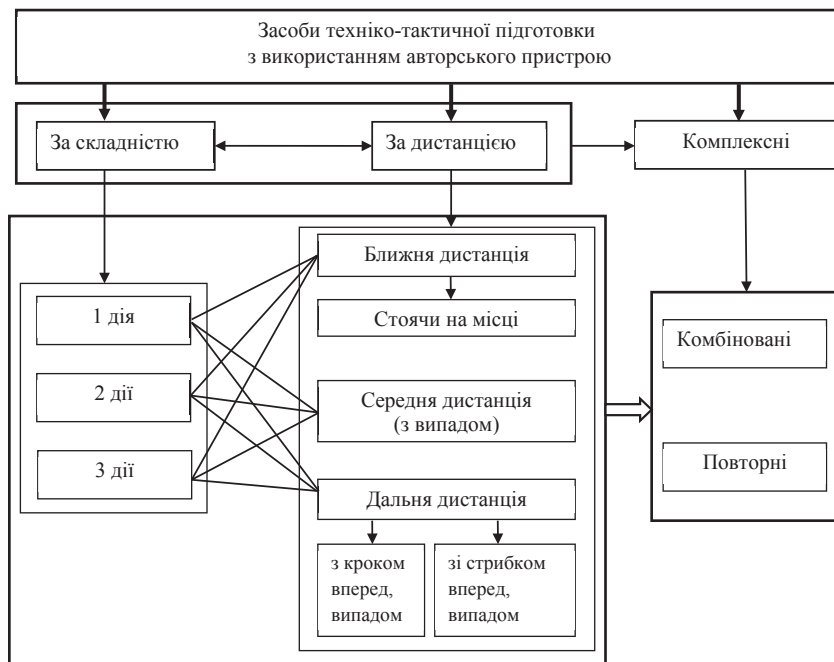 Засоби техніко-тактичної підготовки
з використанням авторського пристрою
За складністю
За дистанцією
Комплексні
Ближня дистанція
1 дія
Стоячи на місці
Комбіновані
2 дії
Середня дистанція
(з випадом)
3 дії
Повторні
Дальня дистанція
з кроком
вперед,
випадом
зі стрибком
вперед,
випадом